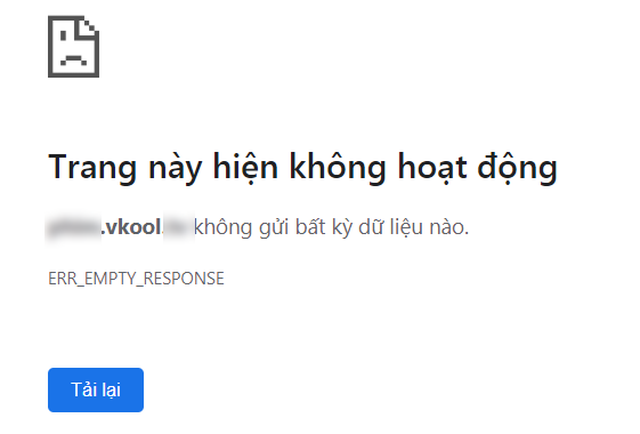 Trang này hiện không hoạt động
.vkool. không gửi bất kỳ dữ liệu nào.
ERR_EMPTY_RESPONSE
Tải lại